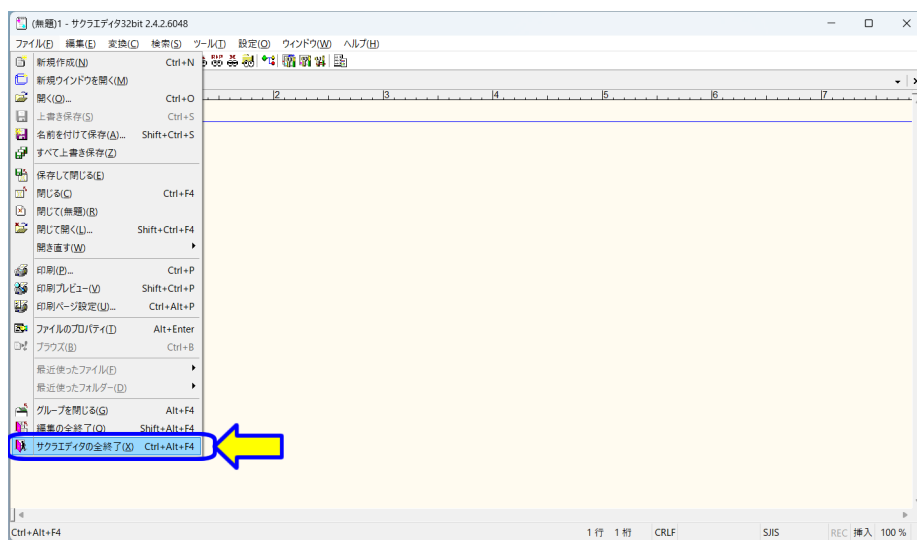 (無題)1 - サクラエディタ32bit 2.4.2.6048
ファイル(F) 編集(E) 変換(C) 検索(S) ツール(T) 設定(O) ウィンドウ(W) ヘルプ(H)
新規作成(N) Ctrl+N
新規ウインドウを開く(M)
開く(O)... Ctrl+O
上書き保存(S) Ctrl+S
名前を付けて保存(A)... Shift+Ctrl+S
すべて上書き保存(Z)
保存して閉じる(E)
閉じる(C) Ctrl+F4
閉じて(無題)(R)
閉じて開く(L)... Shift+Ctrl+F4
開き直す(W)
印刷(P)... Ctrl+P
印刷プレビュー(V) Shift+Ctrl+P
印刷ページ設定(U)... Ctrl+Alt+P
ファイルのプロパティ(T) Alt+Enter
ブラウズ(B) Ctrl+B
最近使ったファイル(F)
最近使ったフォルダー(D)
グループを閉じる(G) Alt+F4
編集の全終了(Q) Shift+Alt+F4
サクラエディタの全終了(X) Ctrl+Alt+F4
2 3 4 5 6 7
Ctrl+Alt+F4 1 行 1 桁 CRLF SJIS REC 挿入 100 %